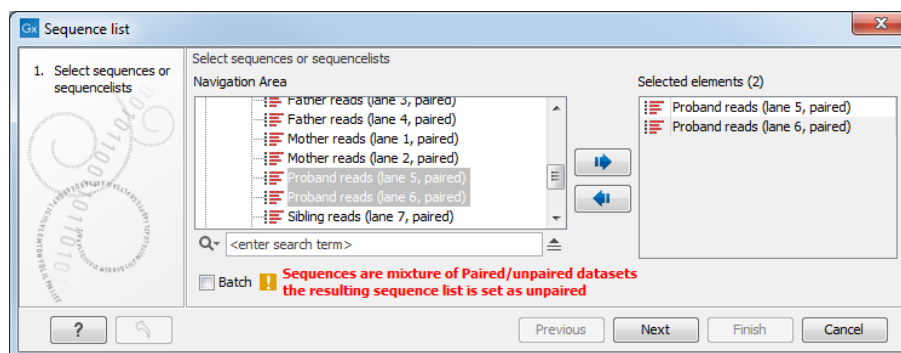 Gx Sequence list
1. Select sequences or
sequencelists
Select sequences or sequencelists
Navigation Area
Father reads (lane 3, paired)
Father reads (lane 4, paired)
Mother reads (lane 1, paired)
Mother reads (lane 2, paired)
Proband reads (lane 5, paired)
Proband reads (lane 6, paired)
Sibling reads (lane 7, paired)
<enter search term>
Batch
Sequences are mixture of Paired/unpaired datasets
the resulting sequence list is set as unpaired
Selected elements (2)
Proband reads (lane 5, paired)
Proband reads (lane 6, paired)
?
Previous
Next
Finish
Cancel